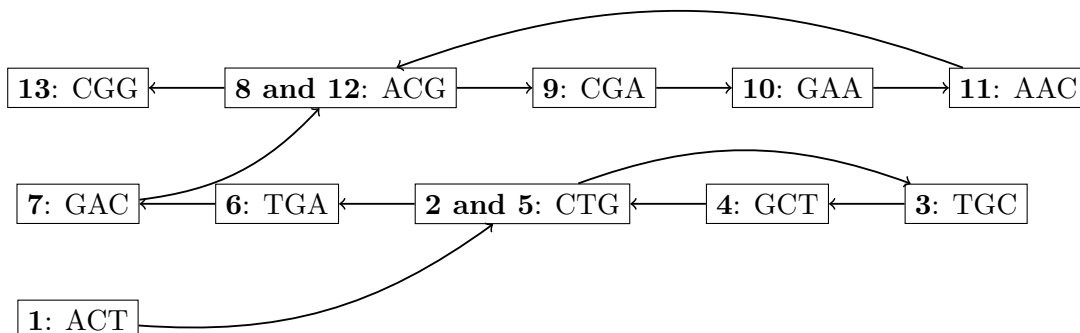 13: CGG
8 and 12: ACG
9: CGA
10: GAA
11: AAC
7: GAC
6: TGA
2 and 5: CTG
4: GCT
3: TGC
1: ACT